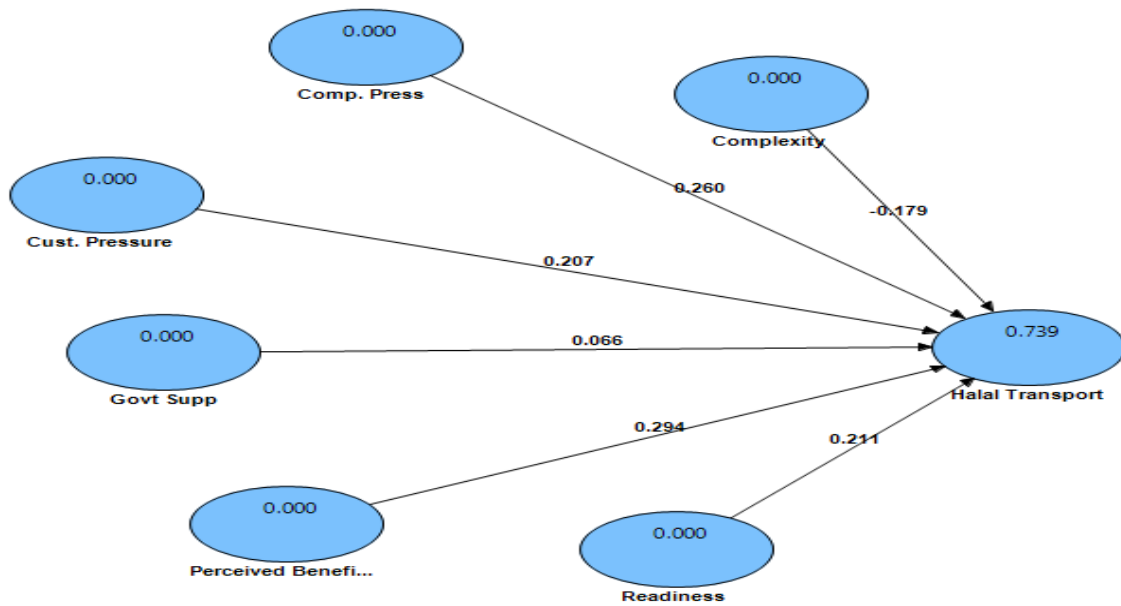 0.000
Comp. Press
0.000
Complexity
0.000
Cust. Pressure
0.260
-0.179
0.207
0.000
Govt Supp
0.066
0.739
Halal Transport
0.294
0.211
0.000
Perceived Benefi...
0.000
Readiness